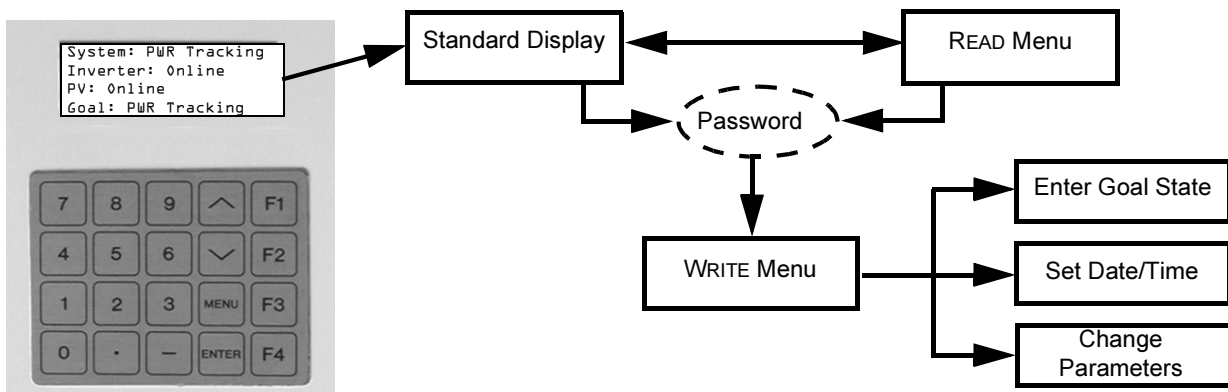 System: PWR Tracking
Inverter: Online
PV: Online
Goal: PWR Tracking
7 8 9 F1
4 5 6 F2
1 2 3 MENU F3
0 . – ENTER F4
Standard Display
READ Menu
Password
WRITE Menu
Enter Goal State
Set Date/Time
Change
Parameters